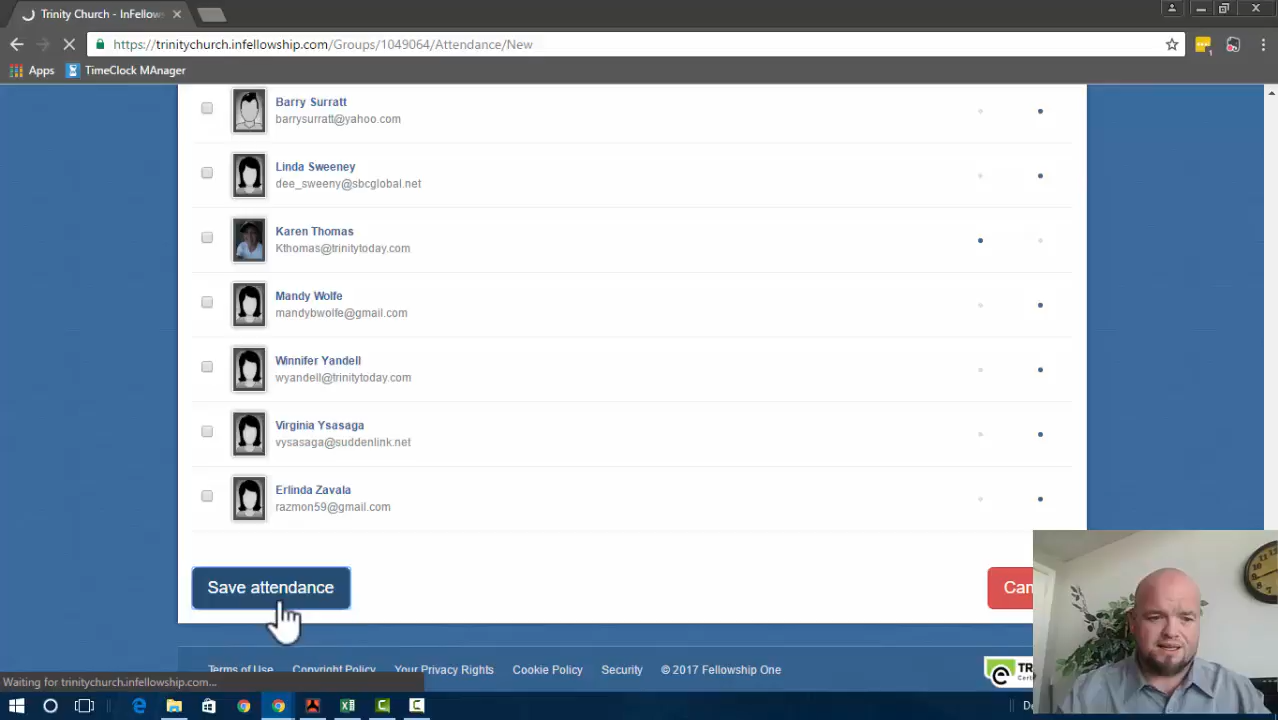 Trinity Church - InFellows
https://trinitychurch.infellowship.com/Groups/1049064/Attendance/New
Apps TimeClock MAnager
Barry Surratt
barrysurratt@yahoo.com
Linda Sweeney
dee_sweeny@sbcglobal.net
Karen Thomas
Kthomas@trinitytoday.com
Mandy Wolfe
mandybwolfe@gmail.com
Winnifer Yandell
wyandell@trinitytoday.com
Virginia Ysasaga
vysasaga@suddenlink.net
Erlinda Zavala
razmon59@gmail.com
Save attendance Can
Terms of Use Copyright Policy Your Privacy Rights Cookie Policy Security © 2017 Fellowship One
Waiting for trinitychurch.infellowship.com...